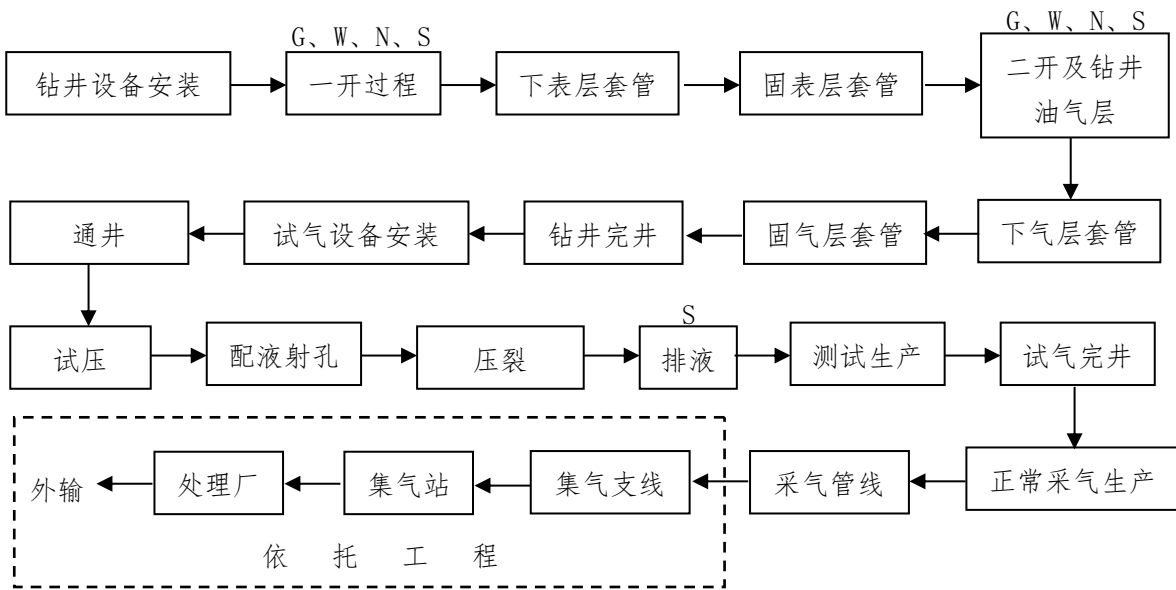 G、W、N、S
G、W、N、S
钻井设备安装
一开过程
下表层套管
固表层套管
二开及钻井
油气层
通井
试气设备安装
钻井完井
固气层套管
下气层套管
S
试压
配液射孔
压裂
排液
测试生产
试气完井
外输
处理厂
集气站
集气支线
采气管线
正常采气生产
依托工程